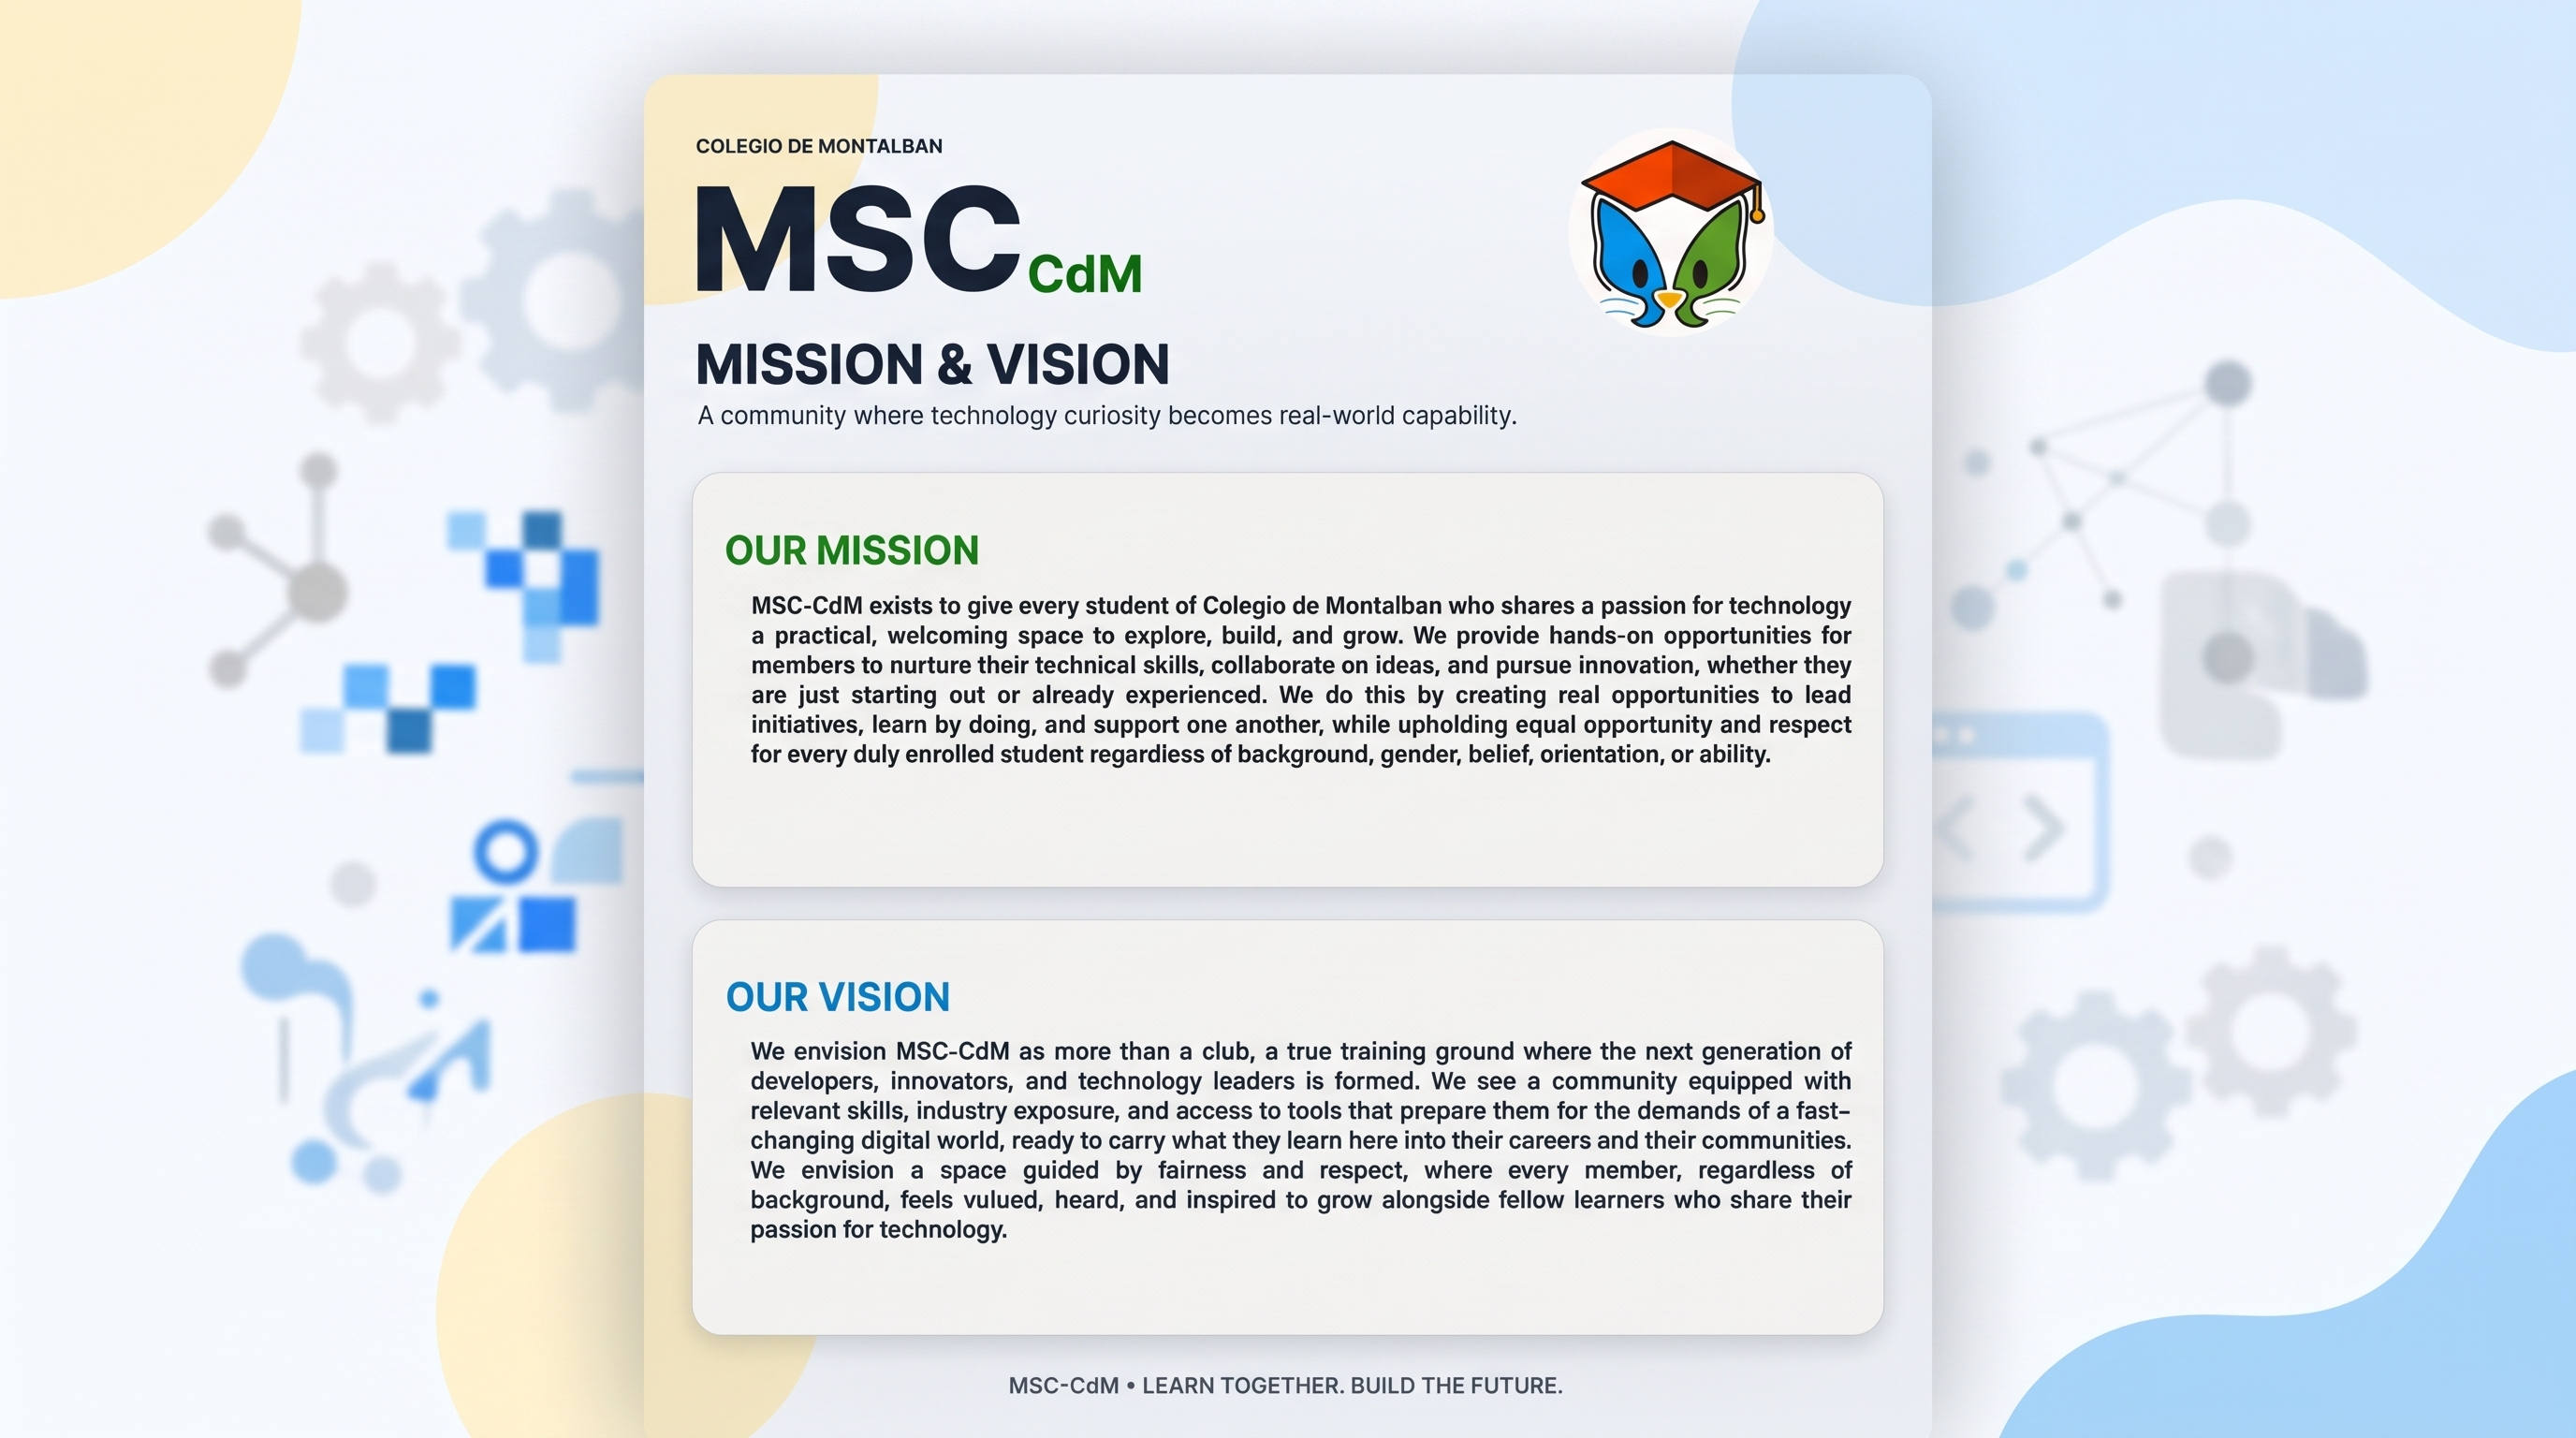 COLEGIO DE MONTALBAN
MSC CdM
MISSION & VISION
A community where technology curiosity becomes real-world capability.
OUR MISSION
MSC-CdM exists to give every student of Colegio de Montalban who shares a passion for technology
a practical, welcoming space to explore, build, and grow. We provide hands-on opportunities for
members to nurture their technical skills, collaborate on ideas, and pursue innovation, whether they
are just starting out or already experienced. We do this by creating real opportunities to lead
initiatives, learn by doing, and support one another, while upholding equal opportunity and respect
for every duly enrolled student regardless of background, gender, belief, orientation, or ability.
OUR VISION
We envision MSC-CdM as more than a club, a true training ground where the next generation of
developers, innovators, and technology leaders is formed. We see a community equipped with
relevant skills, industry exposure, and access to tools that prepare them for the demands of a fast-
changing digital world, ready to carry what they learn here into their careers and their communities.
We envision a space guided by fairness and respect, where every member, regardless of
background, feels vulued, heard, and inspired to grow alongside fellow learners who share their
passion for technology.
MSC-CdM • LEARN TOGETHER. BUILD THE FUTURE.